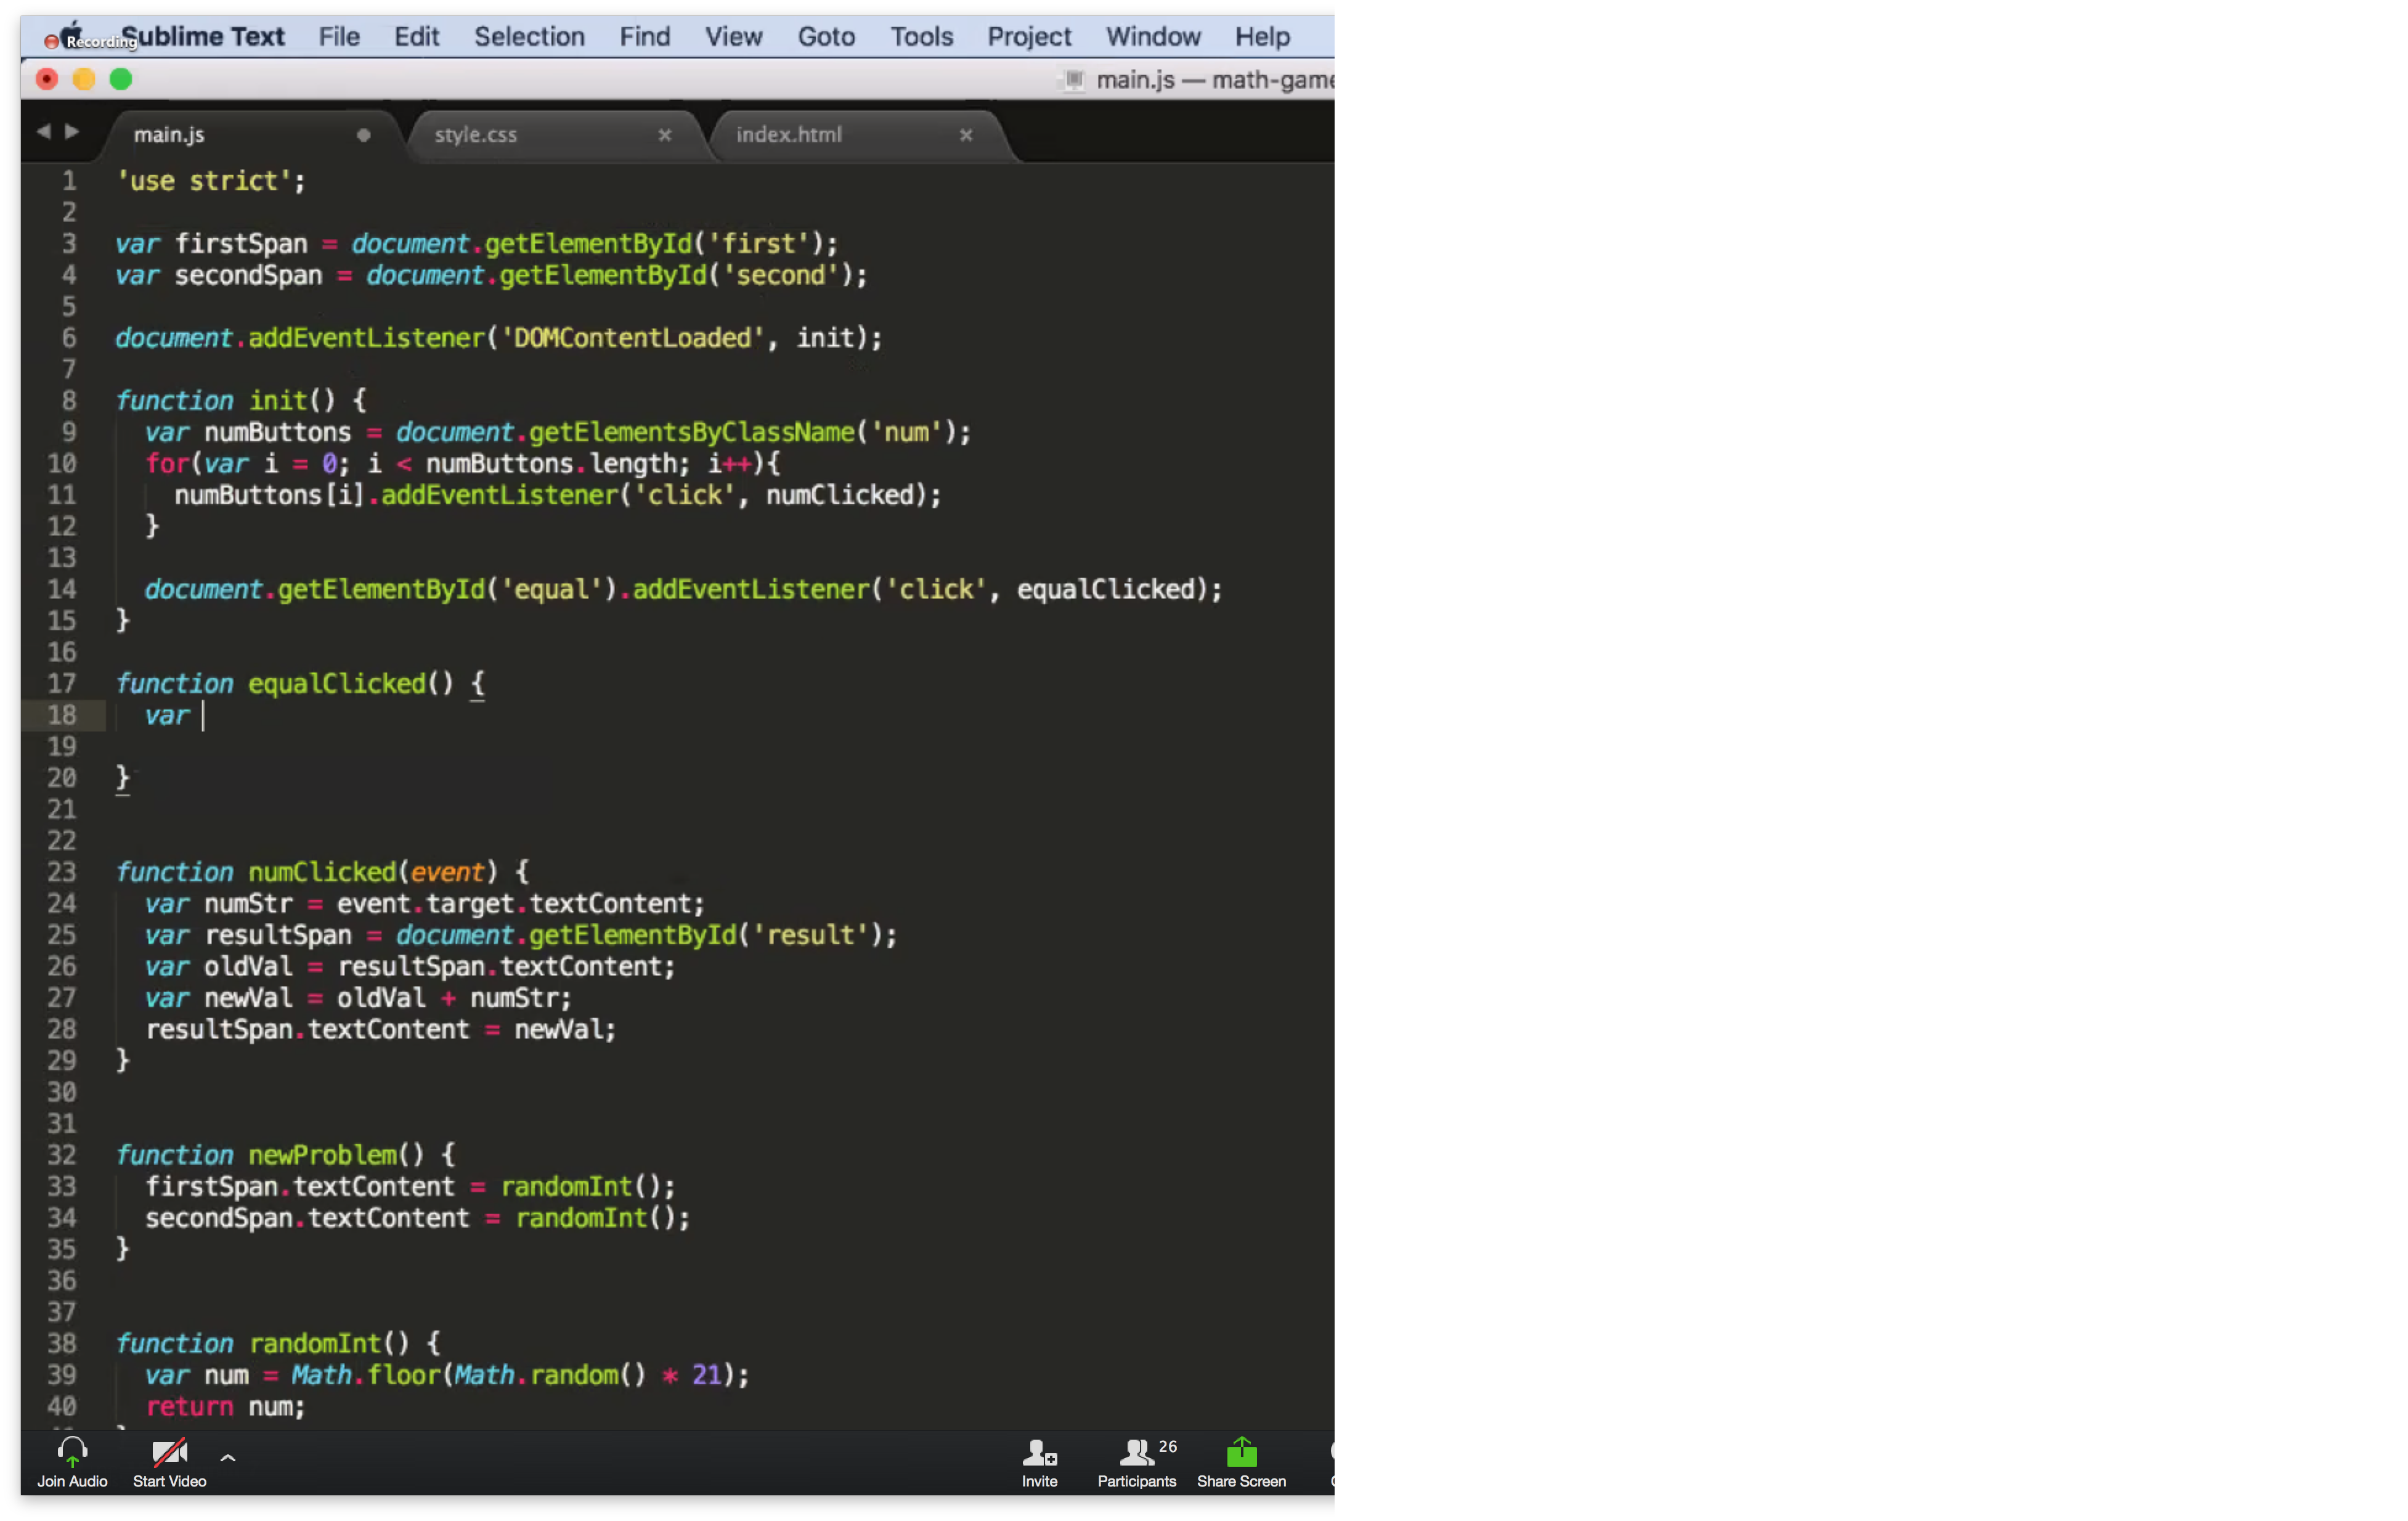 Recording
Sublime Text File Edit Selection Find View Goto Tools Project Window Help
main.js — math-game
main.js style.css index.html
1 'use strict';
2
3 var firstSpan = document.getElementById('first');
4 var secondSpan = document.getElementById('second');
5
6 document.addEventListener('DOMContentLoaded', init);
7
8 function init() {
9 var numButtons = document.getElementsByClassName('num');
10 for(var i = 0; i < numButtons.length; i++){
11 numButtons[i].addEventListener('click', numClicked);
12 }
13
14 document.getElementById('equal').addEventListener('click', equalClicked);
15 }
16
17 function equalClicked() {
18 var
19
20 }
21
22
23 function numClicked(event) {
24 var numStr = event.target.textContent;
25 var resultSpan = document.getElementById('result');
26 var oldVal = resultSpan.textContent;
27 var newVal = oldVal + numStr;
28 resultSpan.textContent = newVal;
29 }
30
31
32 function newProblem() {
33 firstSpan.textContent = randomInt();
34 secondSpan.textContent = randomInt();
35 }
36
37
38 function randomInt() {
39 var num = Math.floor(Math.random() * 21);
40 return num;
26
Join Audio Start Video Invite Participants Share Screen